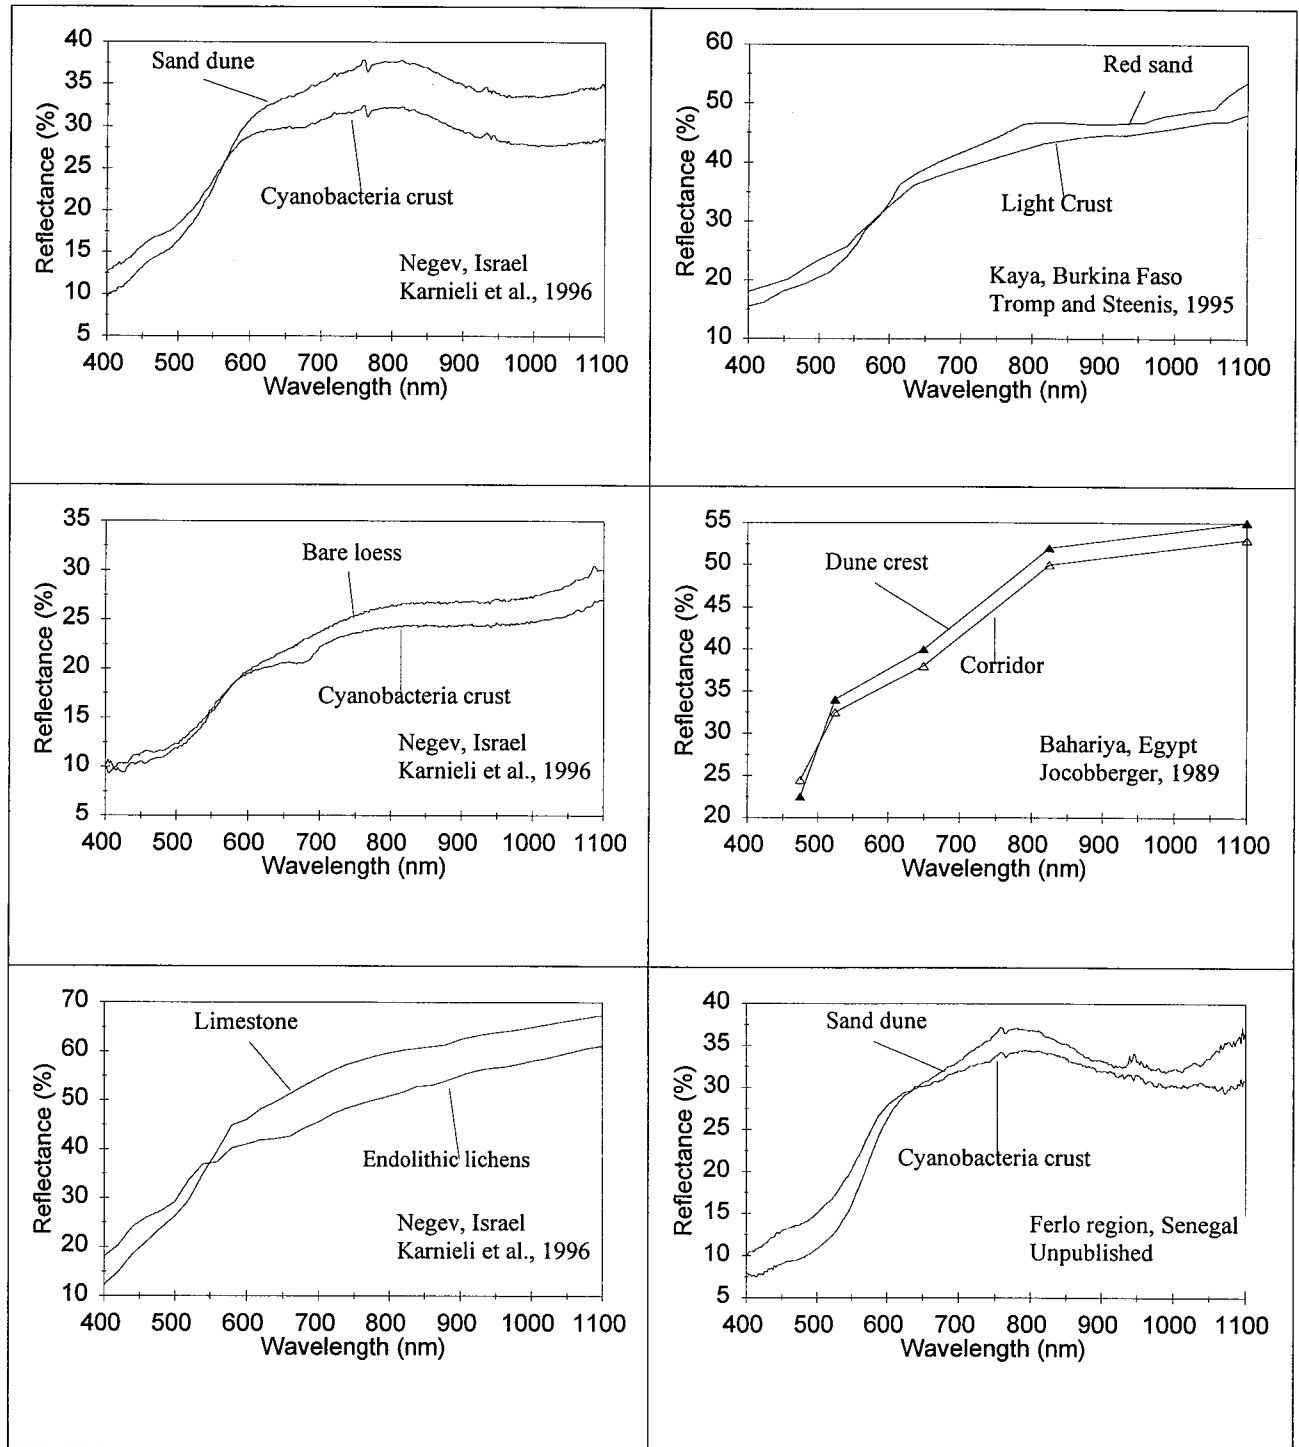 40
35
30
25
20
15
10
5
Reflectance (%)
Sand dune
Cyanobacteria crust
Negev, Israel
Karnieli et al., 1996
400 500 600 700 800 900 1000 1100
Wavelength (nm)
60
50
40
30
20
10
Reflectance (%)
Red sand
Light Crust
Kaya, Burkina Faso
Tromp and Steenis, 1995
400 500 600 700 800 900 1000 1100
Wavelength (nm)
35
30
25
20
15
10
5
Reflectance (%)
Bare loess
Cyanobacteria crust
Negev, Israel
Karnieli et al., 1996
400 500 600 700 800 900 1000 1100
Wavelength (nm)
55
50
45
40
35
30
25
20
Reflectance (%)
Dune crest
Corridor
Bahariya, Egypt
Jocobberger, 1989
400 500 600 700 800 900 1000 1100
Wavelength (nm)
70
60
50
40
30
20
10
Reflectance (%)
Limestone
Endolithic lichens
Negev, Israel
Karnieli et al., 1996
400 500 600 700 800 900 1000 1100
Wavelength (nm)
40
35
30
25
20
15
10
5
Reflectance (%)
Sand dune
Cyanobacteria crust
Ferlo region, Senegal
Unpublished
400 500 600 700 800 900 1000 1100
Wavelength (nm)